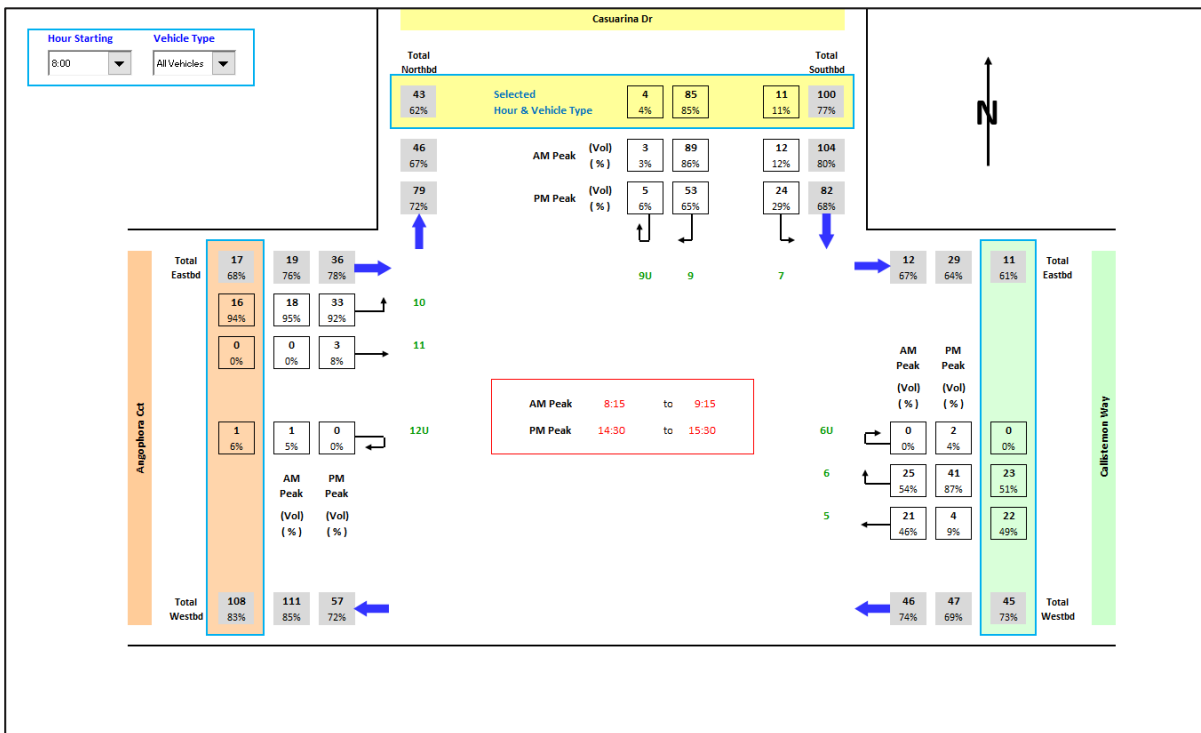 Casuarina Dr
Hour Starting Vehicle Type
8:00 All Vehicles
Total Northbd Total Southbd
43 Selected 4 85 11 100
62% Hour & Vehicle Type 4% 85% 11% 77%
N
46 AM Peak (Vol) 3 89 12 104
67% ( % ) 3% 86% 12% 80%
79 PM Peak (Vol) 5 53 24 82
72% ( % ) 6% 65% 29% 68%
9U 9 7
Total 17 19 36 12 29 11 Total
Eastbd 68% 76% 78% 67% 64% 61% Eastbd
16 18 33 10
94% 95% 92%
0 0 3 11
0% 0% 8%
AM PM
Peak Peak
(Vol) (Vol)
( % ) ( % )
AM Peak 8:15 to 9:15
PM Peak 14:30 to 15:30
Angophora Cct
Callistemon Way
1 1 0 12U 6U 0 2 0
6% 5% 0% 0% 4% 0%
AM PM
Peak Peak
(Vol) (Vol)
( % ) ( % )
6 25 41 23
54% 87% 51%
5 21 4 22
46% 9% 49%
Total 108 111 57 46 47 45 Total
Westbd 83% 85% 72% 74% 69% 73% Westbd